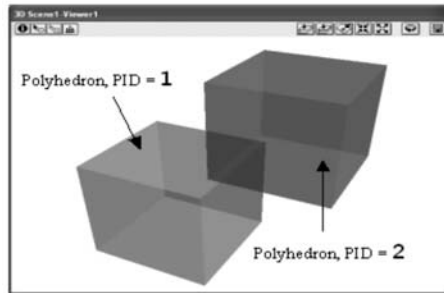 3D Scene1-Viewer1
Polyhedron, PID = 1
Polyhedron, PID = 2